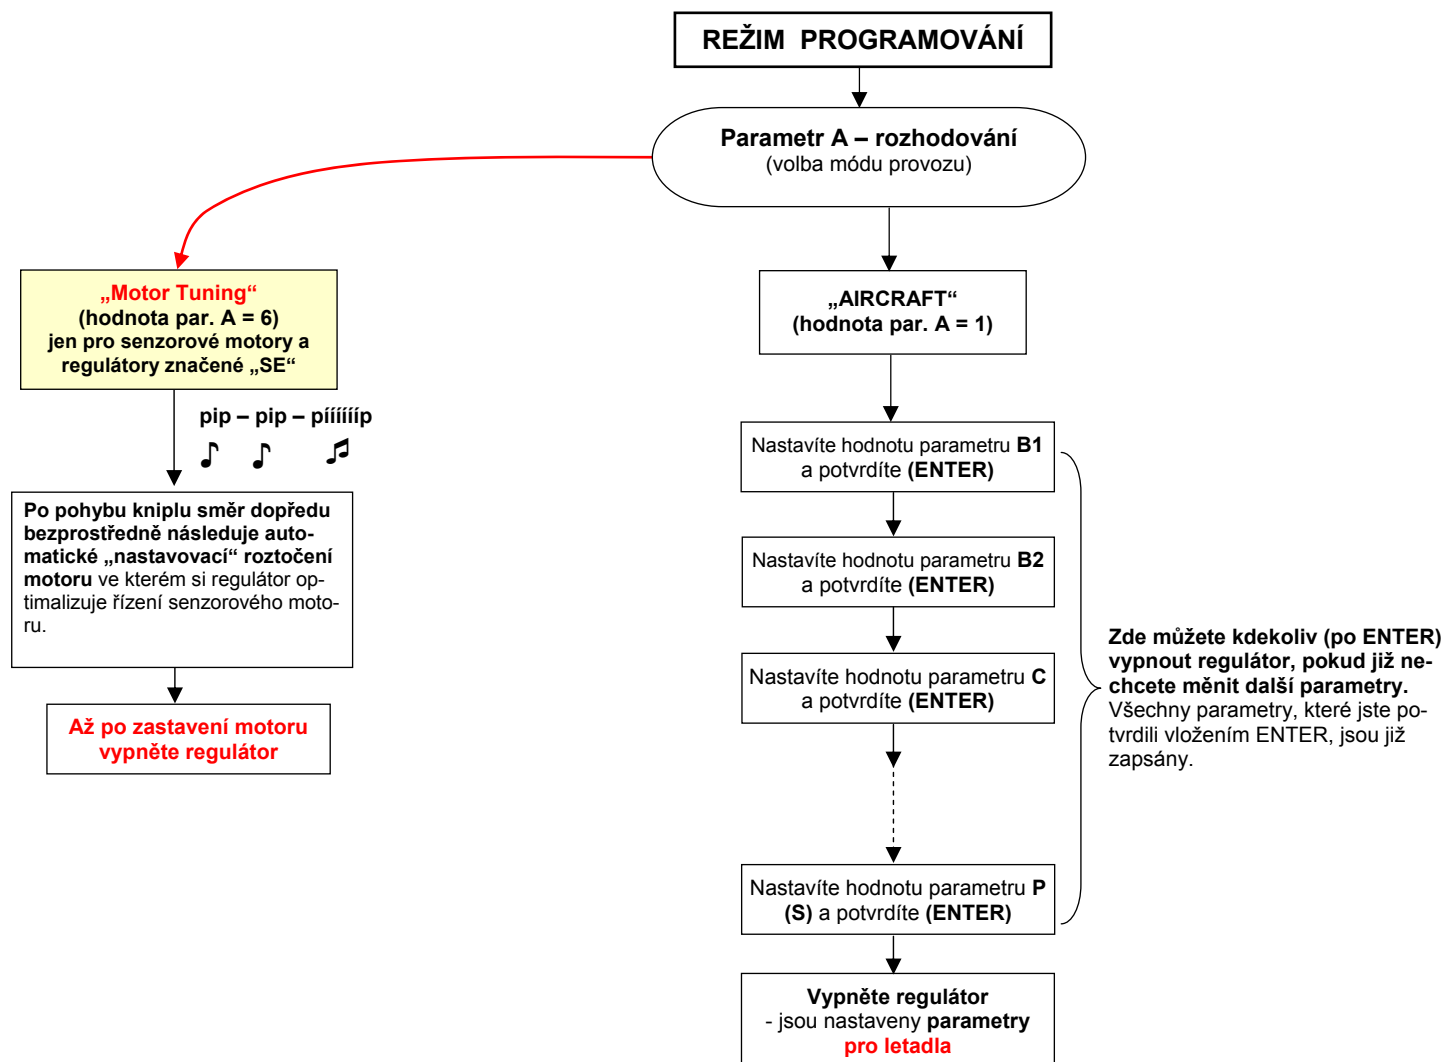 REŽIM PROGRAMOVÁNÍ
Parametr A – rozhodování
(volba módu provozu)
„Motor Tuning“
(hodnota par. A = 6)
jen pro senzorové motory a
regulátory značené „SE“
pip – pip – píííííp
Po pohybu kniplu směr dopředu
bezprostředně následuje auto-
matické „nastavovací“ roztočení
motoru ve kterém si regulátor op-
timalizuje řízení senzorového moto-
ru.
Až po zastavení motoru
vypněte regulátor
„AIRCRAFT“
(hodnota par. A = 1)
Nastavíte hodnotu parametru B1
a potvrdíte (ENTER)
Nastavíte hodnotu parametru B2
a potvrdíte (ENTER)
Nastavíte hodnotu parametru C
a potvrdíte (ENTER)
Nastavíte hodnotu parametru P
(S) a potvrdíte (ENTER)
Vypněte regulátor
- jsou nastaveny parametry
pro letadla
Zde můžete kdekoliv (po ENTER)
vypnout regulátor, pokud již ne-
chcete měnit další parametry.
Všechny parametry, které jste po-
tvrdili vložením ENTER, jsou již
zapsány.